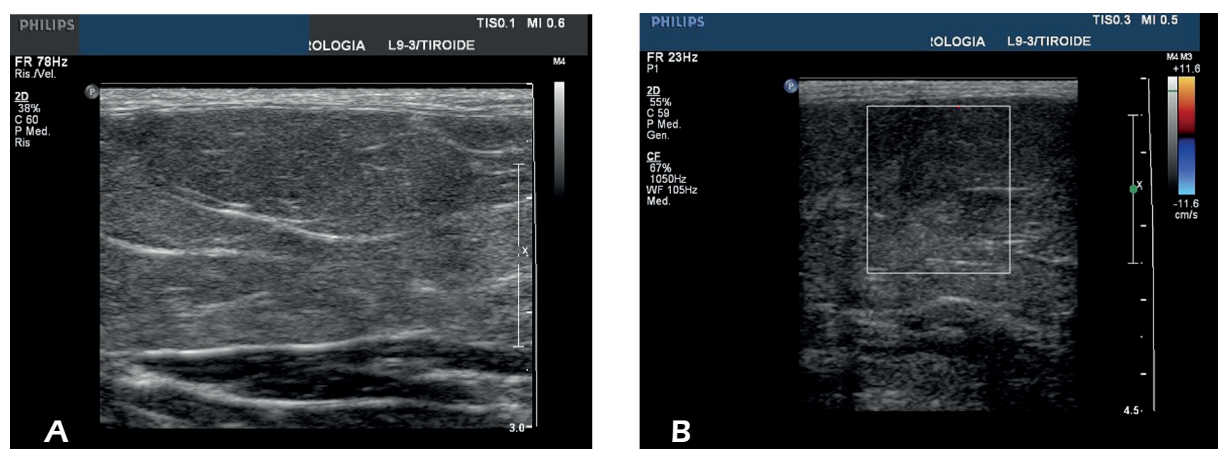 PHILIPS
TIS0.1 MI 0.6
ROLOGIA L9-3/TIROIDE
FR 78Hz
Ris./Vel.
2D
38%
C 60
P Med.
Ris
M4
P
X
3.0
A
PHILIPS
TIS0.3 MI 0.5
OLOGIA L9-3/TIROIDE
FR 23Hz
P1
2D
55%
C 59
P Med.
Gen.
CF
67%
1050Hz
WF 105Hz
Med.
M4 M3
+11.6
P
X
-11.6
cm/s
4.5
B